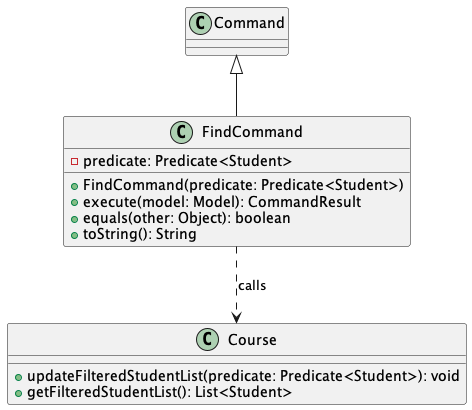 C Command
C FindCommand
predicate: Predicate<Student>
FindCommand(predicate: Predicate<Student>)
execute(model: Model): CommandResult
equals(other: Object): boolean
toString(): String
calls
C Course
updateFilteredStudentList(predicate: Predicate<Student>): void
getFilteredStudentList(): List<Student>